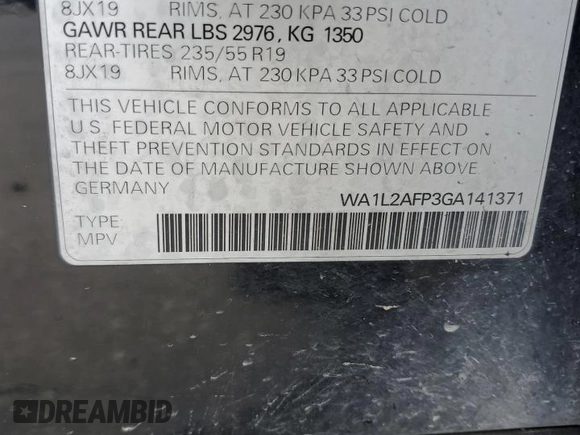 8JX19 RIMS, AT 230 KPA 33 PSI COLD
GAWR REAR LBS 2976, KG 1350
REAR-TIRES 235/55 R19
8JX19 RIMS, AT 230 KPA 33 PSI COLD
THIS VEHICLE CONFORMS TO ALL APPLICABLE
U.S. FEDERAL MOTOR VEHICLE SAFETY AND
THEFT PREVENTION STANDARDS IN EFFECT ON
THE DATE OF MANUFACTURE SHOWN ABOVE
GERMANY
WA1L2AFP3GA141371
TYPE
MPV
DREAMBID